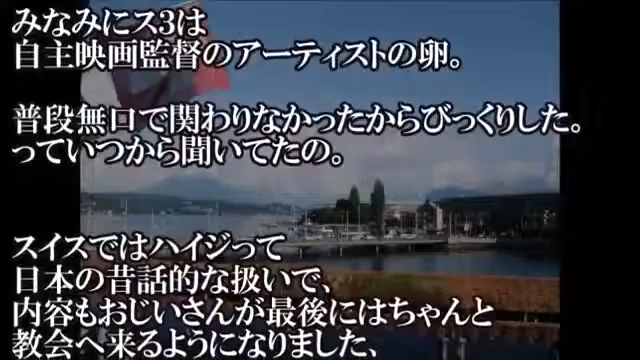 みなみにス3は
自主映画監督のアーティストの卵。
普段無口で関わりなかったからびっくりした。
っていつから聞いてたの。
スイスではハイジって
日本の昔話的な扱いで、
内容もおじいさんが最後にはちゃんと
教会へ来るようになりました、